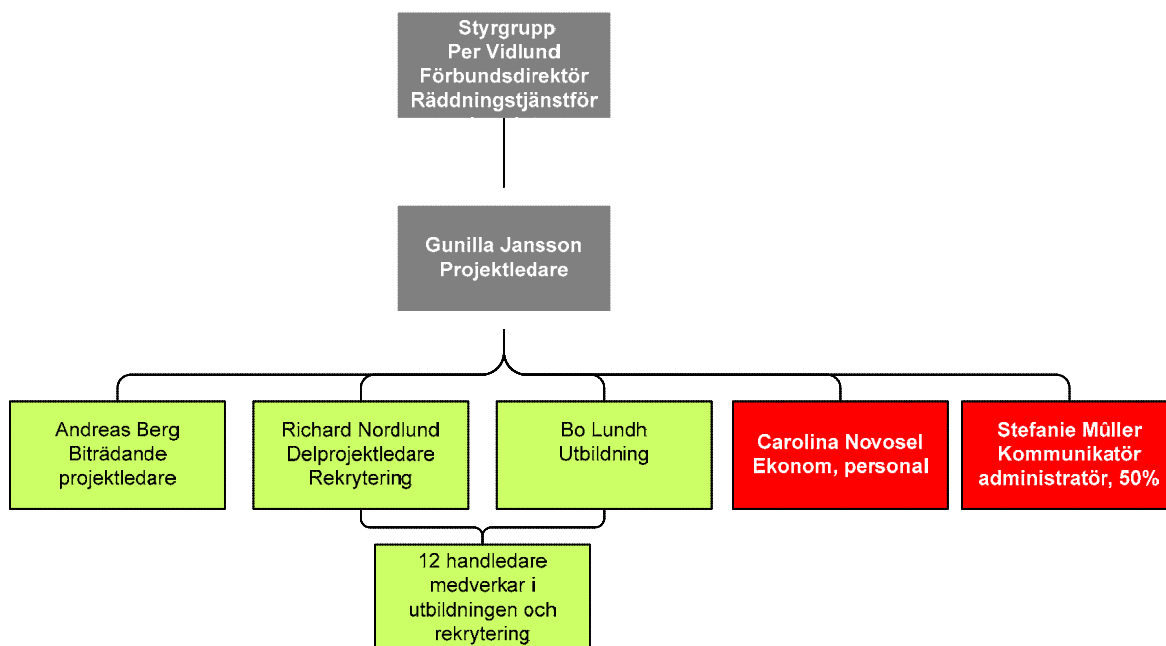 Styrgrupp
Per Vidlund
Förbundsdirektör
Räddningstjänstför
Gunilla Jansson
Projektledare
Andreas Berg
Biträdande
projektledare
Richard Nordlund
Delprojektledare
Rekrytering
Bo Lundh
Utbildning
Carolina Novosel
Ekonom, personal
Stefanie Mûller
Kommunikatör
administratör, 50%
12 handledare
medverkar i
utbildningen och
rekrytering